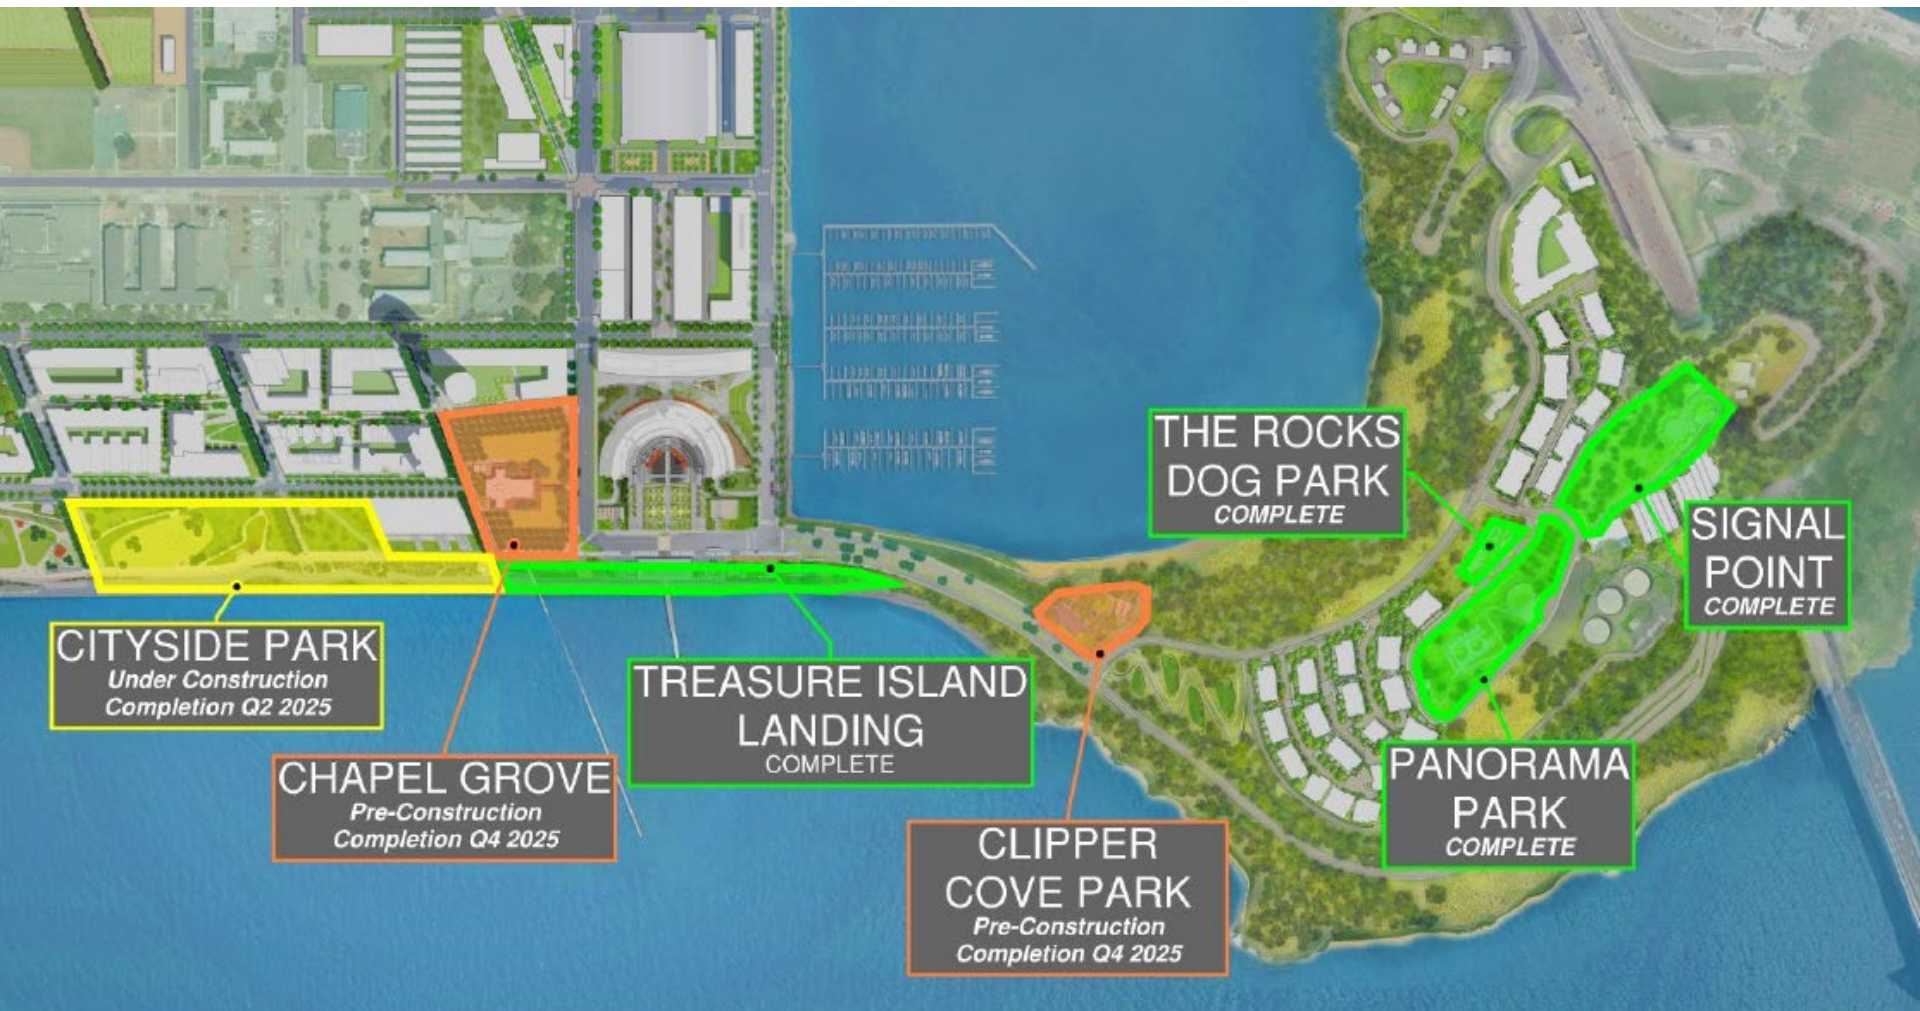 THE ROCKS
DOG PARK
COMPLETE
SIGNAL
POINT
COMPLETE
CITYSIDE PARK
Under Construction
Completion Q2 2025
TREASURE ISLAND
LANDING
COMPLETE
CHAPEL GROVE
Pre-Construction
Completion Q4 2025
PANORAMA
PARK
COMPLETE
CLIPPER
COVE PARK
Pre-Construction
Completion Q4 2025